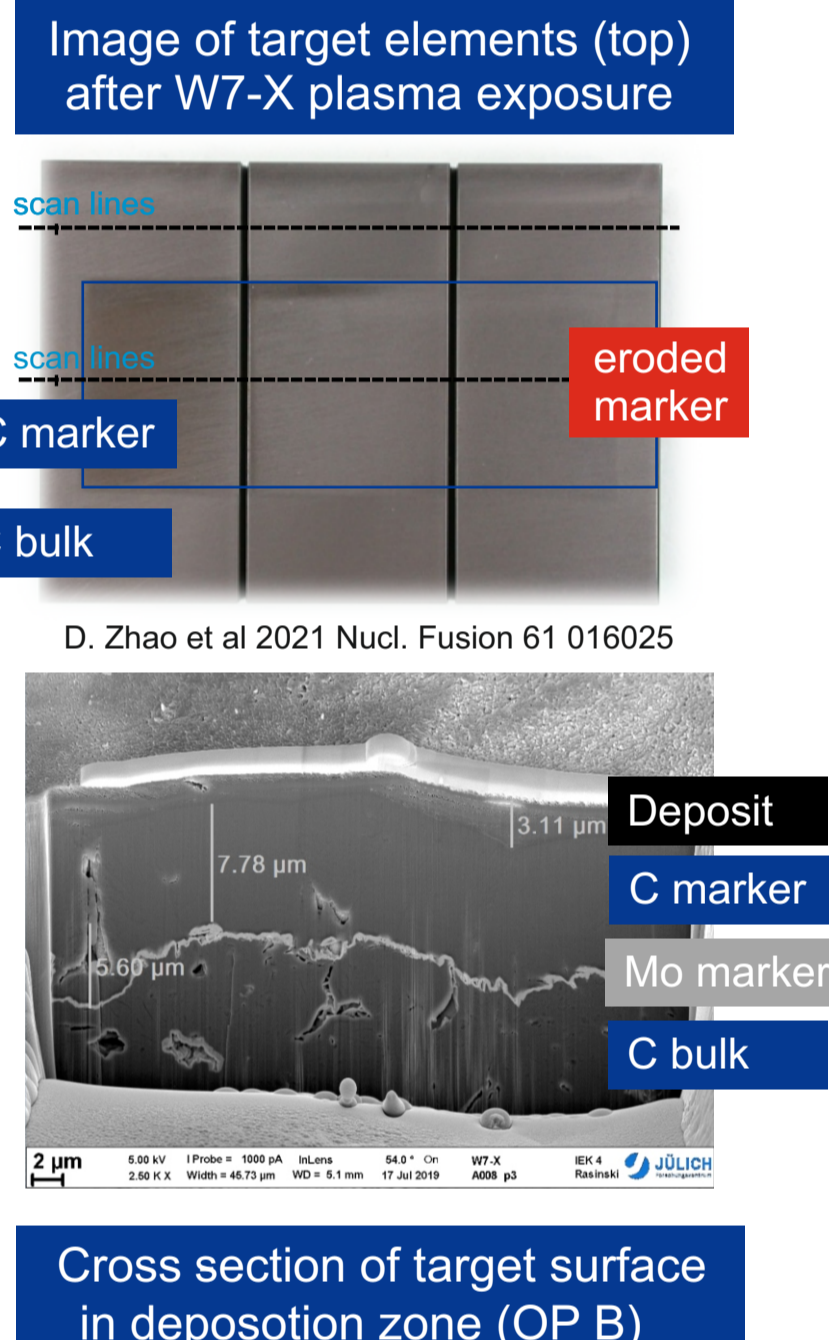 Image of target elements (top)
after W7-X plasma exposure
scan lines
scan lines
eroded
marker
C marker
C bulk
D. Zhao et al 2021 Nucl. Fusion 61 016025
3.11 µm
7.78 µm
5.60 µm
Deposit
C marker
Mo marker
C bulk
2 µm
5.00 kV I Probe = 1000 pA InLens 54.0 ° On W7-X IEK 4
2.50 K X Width = 45.73 µm WD = 5.1 mm 17 Jul 2019 A008 p3 Rasinski
JÜLICH
Forschungszentrum
Cross section of target surface
in deposotion zone (OP B)